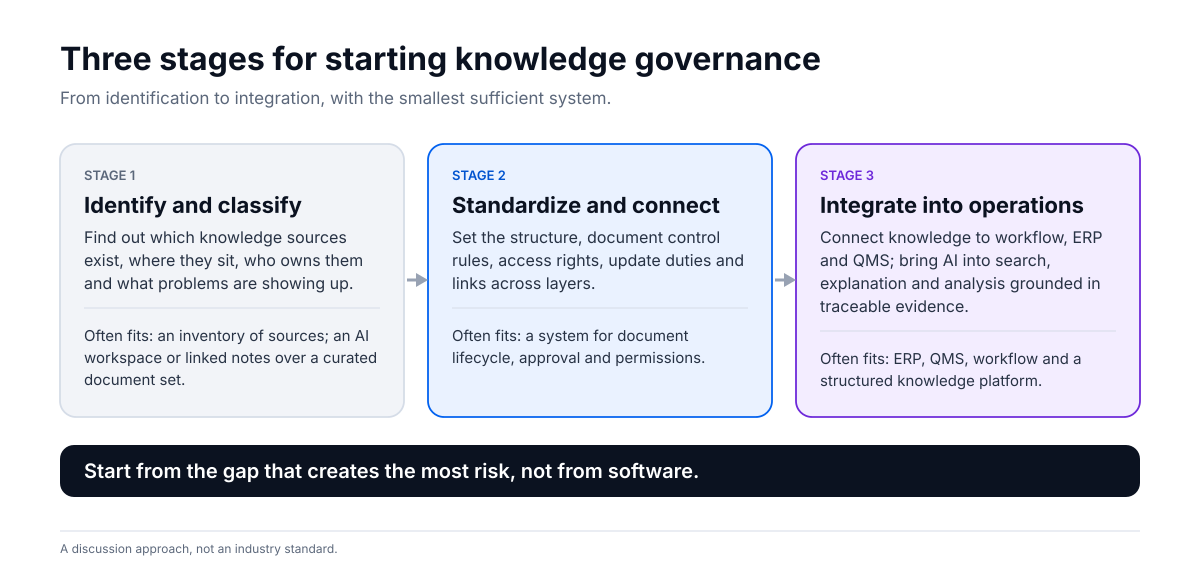 Three stages for starting knowledge governance
From identification to integration, with the smallest sufficient system.
STAGE 1
Identify and classify
Find out which knowledge sources
exist, where they sit, who owns them
and what problems are showing up.
Often fits: an inventory of sources; an AI
workspace or linked notes over a curated
document set.
STAGE 2
Standardize and connect
Set the structure, document control
rules, access rights, update duties and
links across layers.
Often fits: a system for document
lifecycle, approval and permissions.
STAGE 3
Integrate into operations
Connect knowledge to workflow, ERP
and QMS; bring AI into search,
explanation and analysis grounded in
traceable evidence.
Often fits: ERP, QMS, workflow and a
structured knowledge platform.
Start from the gap that creates the most risk, not from software.
A discussion approach, not an industry standard.